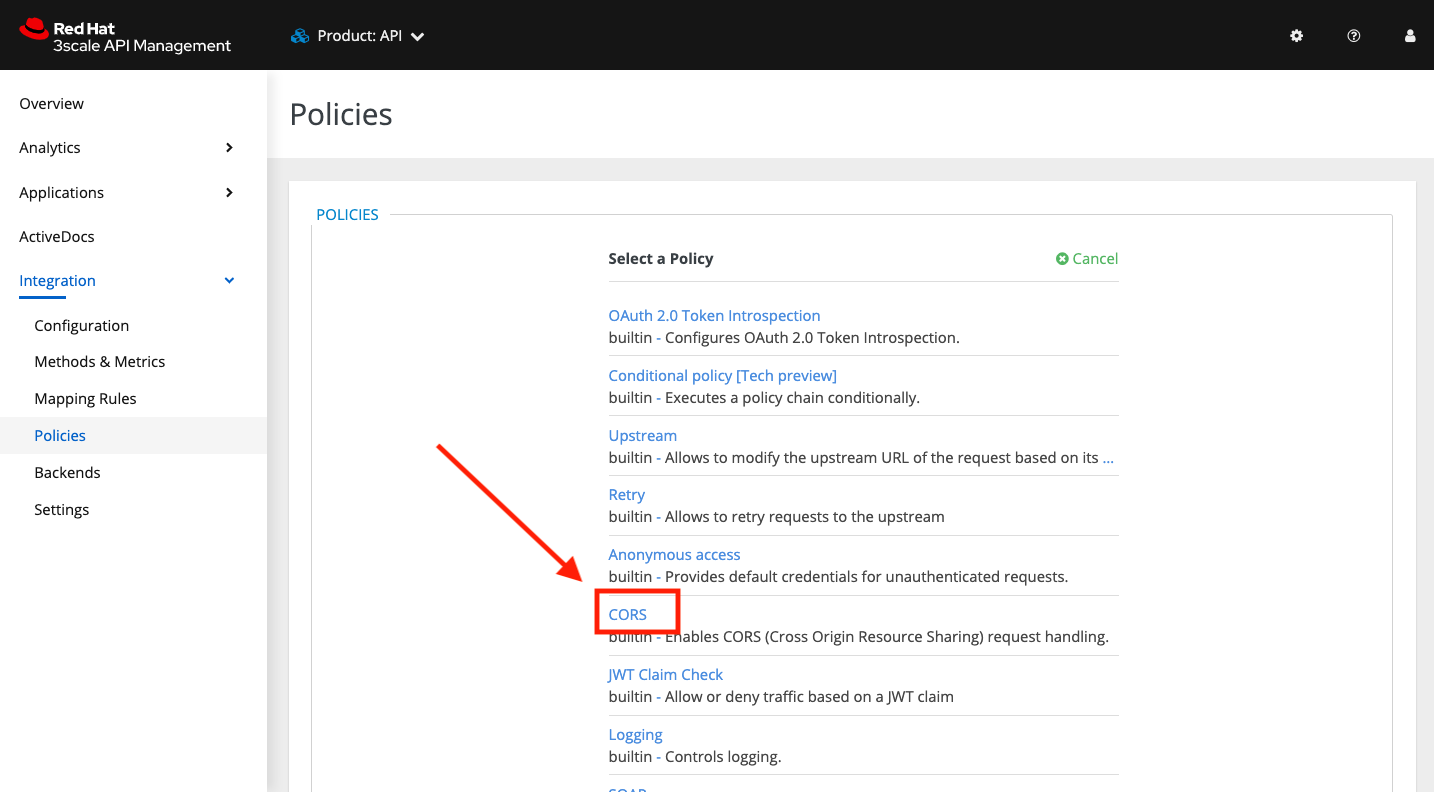 Red Hat
3scale API Management
Product: API
Overview
Analytics
Applications
ActiveDocs
Integration
Configuration
Methods & Metrics
Mapping Rules
Policies
Backends
Settings
Policies
POLICIES
Select a Policy
Cancel
OAuth 2.0 Token Introspection
builtin - Configures OAuth 2.0 Token Introspection.
Conditional policy [Tech preview]
builtin - Executes a policy chain conditionally.
Upstream
builtin - Allows to modify the upstream URL of the request based on its ...
Retry
builtin - Allows to retry requests to the upstream
Anonymous access
builtin - Provides default credentials for unauthenticated requests.
CORS
builtin - Enables CORS (Cross Origin Resource Sharing) request handling.
JWT Claim Check
builtin - Allow or deny traffic based on a JWT claim
Logging
builtin - Controls logging.